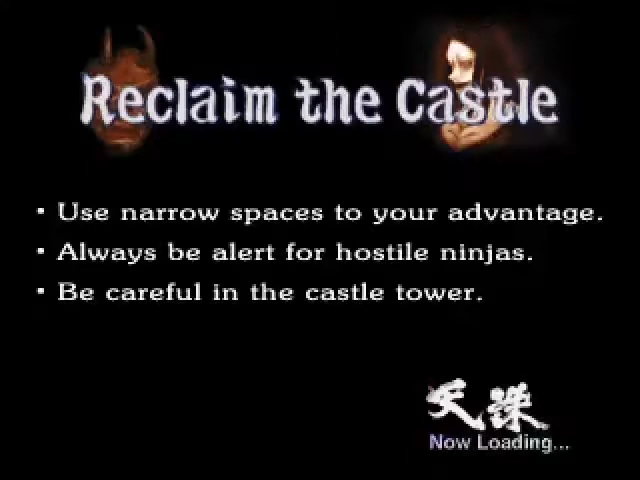 Reclaim the Castle
• Use narrow spaces to your advantage.
• Always be alert for hostile ninjas.
• Be careful in the castle tower.
天誅
Now Loading...